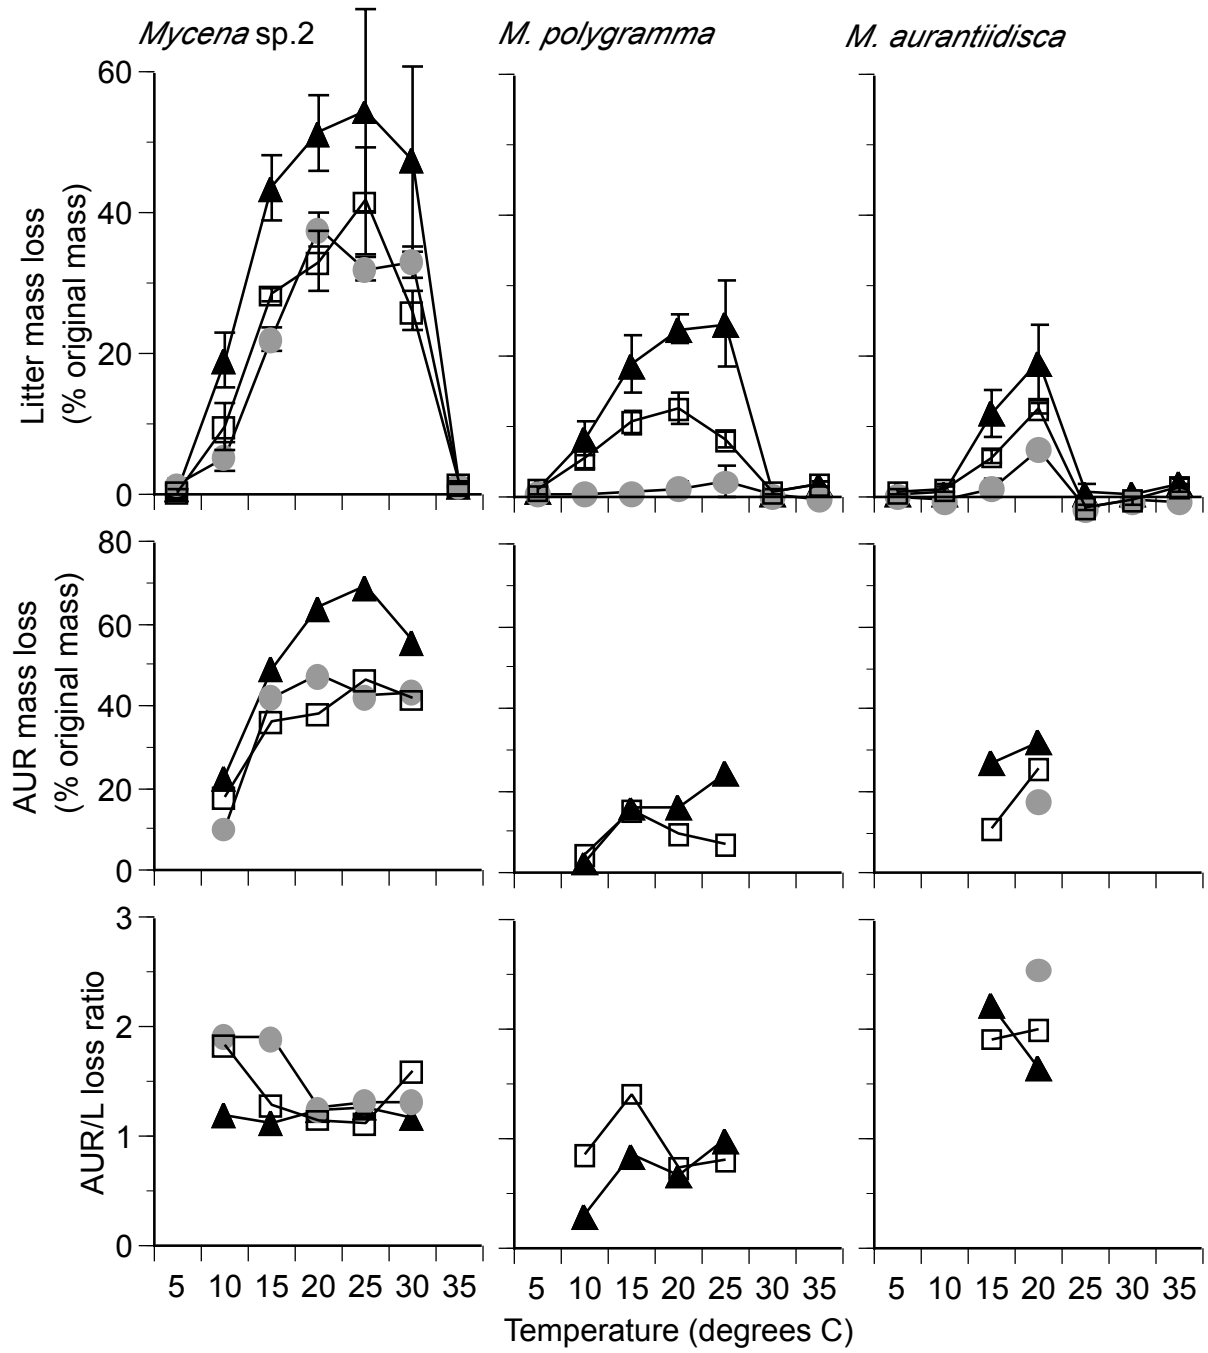 Mycena sp.2 M. polygramma M. aurantiidisca
Litter mass loss
(% original mass)
60
40
20
0
AUR mass loss
(% original mass)
80
60
40
20
0
AUR/L loss ratio
3
2
1
0
5 10 15 20 25 30 35 5 10 15 20 25 30 35 5 10 15 20 25 30 35
Temperature (degrees C)